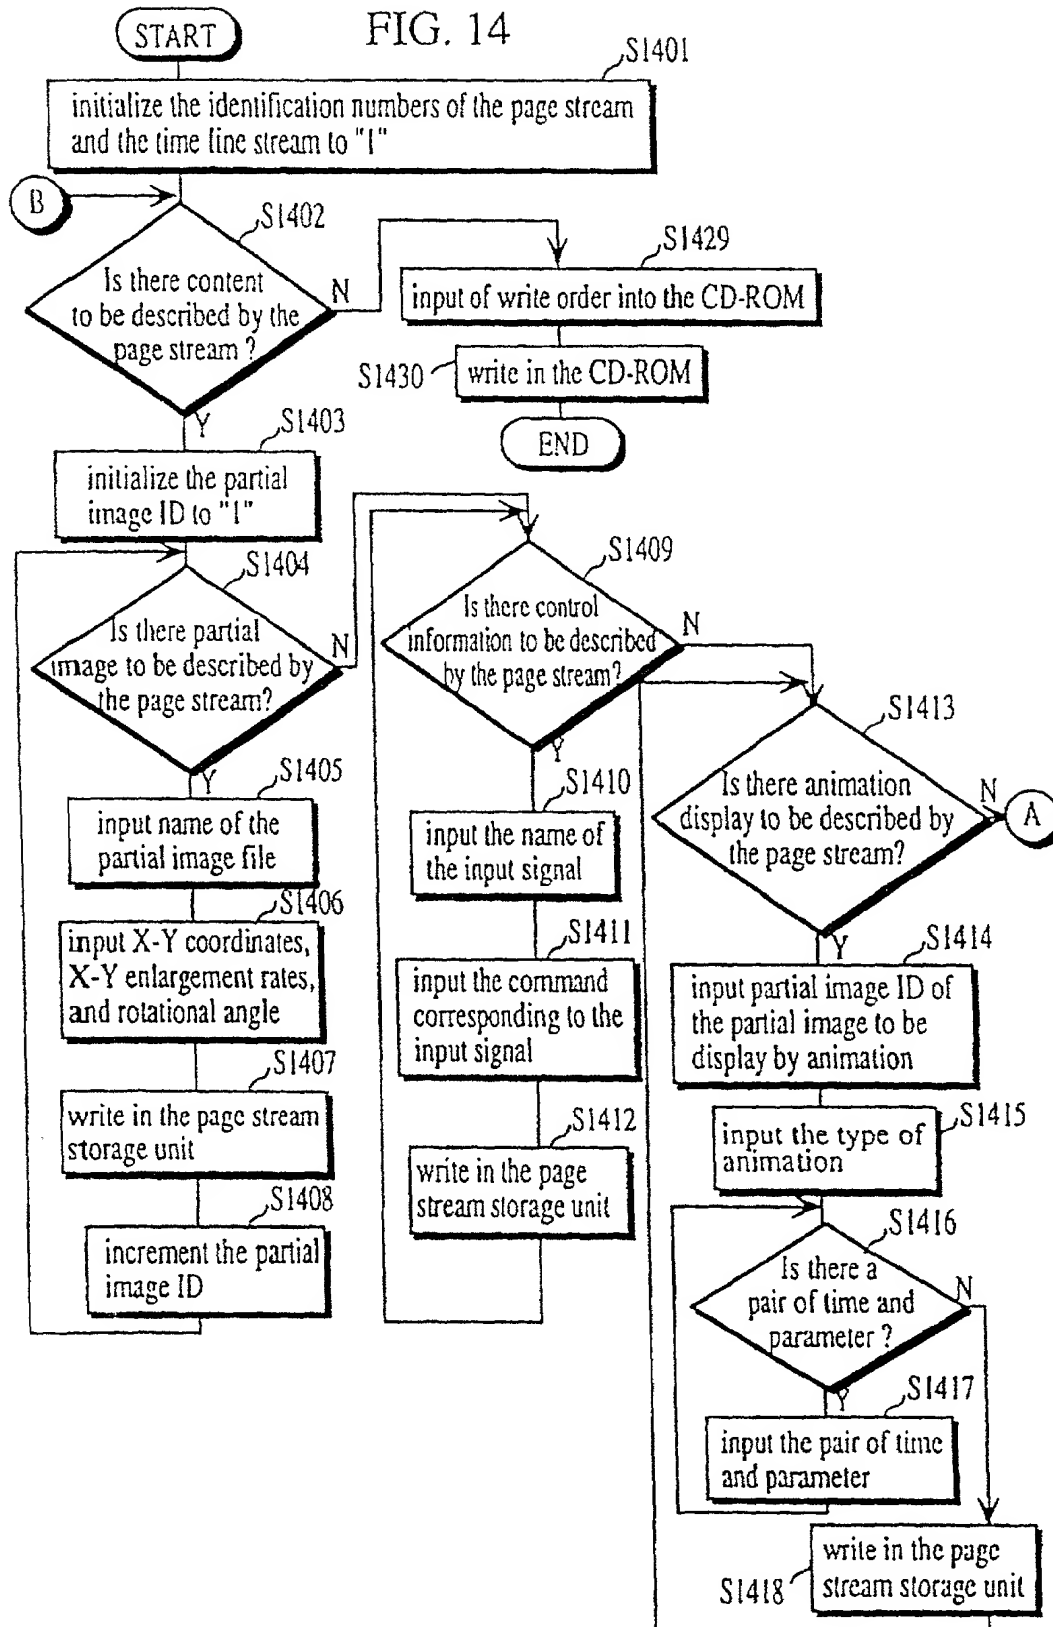 FIG. 14
START
S1401
initialize the identification numbers of the page stream
and the time line stream to "1"
B
S1402
Is there content
to be described by the
page stream ?
N
Y
S1429
input of write order into the CD-ROM
S1430
write in the CD-ROM
END
S1403
initialize the partial
image ID to "1"
S1404
Is there partial
image to be described by
the page stream?
N
Y
S1405
input name of the
partial image file
S1406
input X-Y coordinates,
X-Y enlargement rates,
and rotational angle
S1407
write in the page stream
storage unit
S1408
increment the partial
image ID
S1409
Is there control
information to be described
by the page stream?
N
Y
S1410
input the name of
the input signal
S1411
input the command
corresponding to the
input signal
S1412
write in the page
stream storage unit
S1413
Is there animation
display to be described by
the page stream?
N
A
Y
S1414
input partial image ID of
the partial image to be
display by animation
S1415
input the type of
animation
S1416
Is there a
pair of time and
parameter ?
N
Y
S1417
input the pair of time
and parameter
S1418
write in the page
stream storage unit